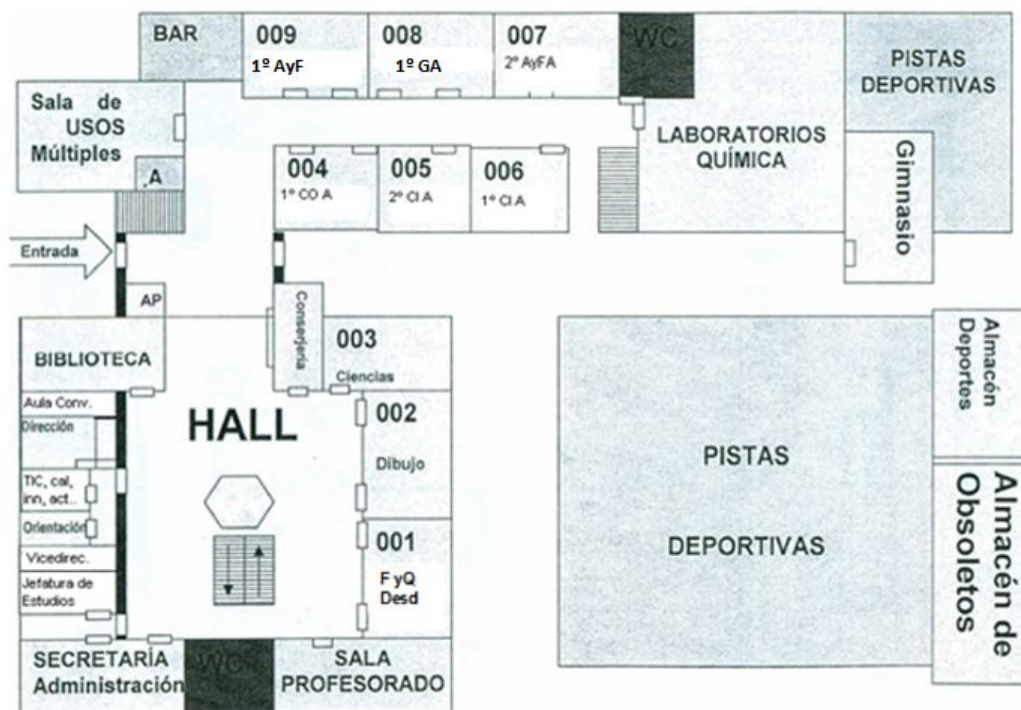 BAR
009
1º AyF
008
1º GA
007
2º AyFA
WC
PISTAS
DEPORTIVAS
Sala de
USOS
Múltiples
.A
LABORATORIOS
QUÍMICA
Gimnasio
004
1º CO A
005
2º CI A
006
1º CI A
Entrada
AP
Conserjería
003
Ciencias
BIBLIOTECA
Aula Conv.
Dirección
TIC, cal,
inn, act..
Orientación
Vicedirec.
Jefatura de
Estudios
HALL
002
Dibujo
001
F yQ
Desd
SECRETARÍA
Administración
WC
SALA
PROFESORADO
PISTAS
DEPORTIVAS
Almacén
Deportes
Almacén de
Obsoletos